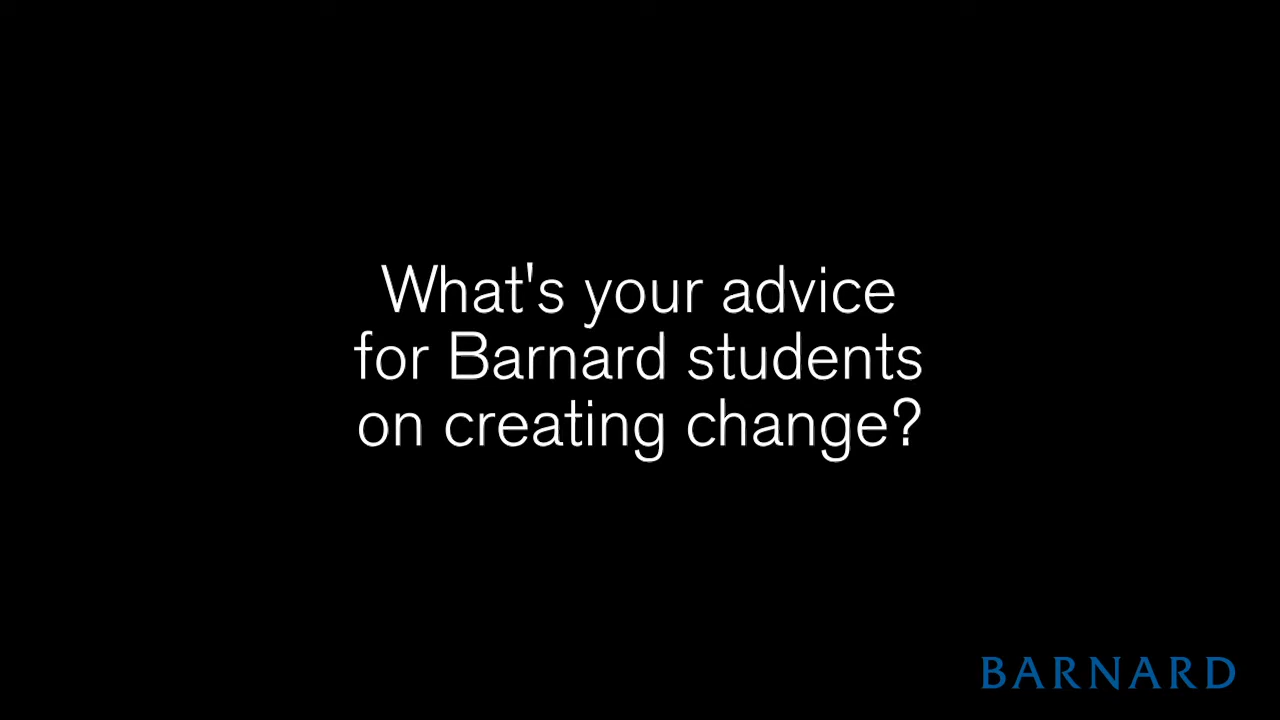 What's your advice
for Barnard students
on creating change?
BARNARD